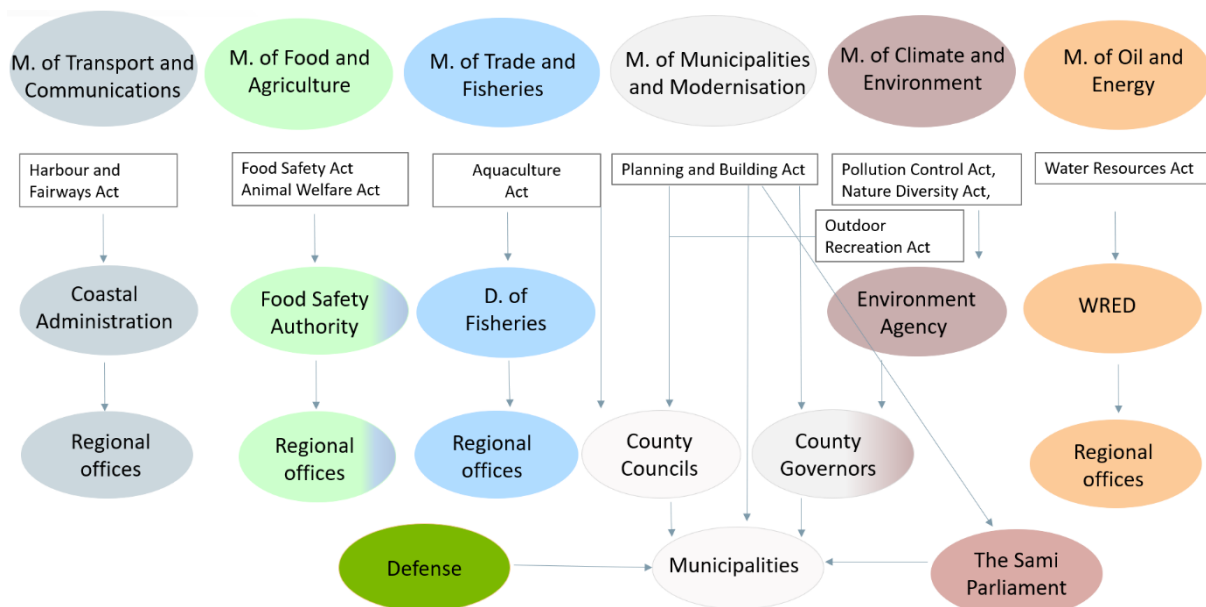 M. of Transport and
Communications
M. of Food and
Agriculture
M. of Trade and
Fisheries
M. of Municipalities
and Modernisation
M. of Climate and
Environment
M. of Oil and
Energy
Harbour and
Fairways Act
Food Safety Act
Animal Welfare Act
Aquaculture
Act
Planning and Building Act
Pollution Control Act,
Nature Diversity Act,
Water Resources Act
Outdoor
Recreation Act
Coastal
Administration
Food Safety
Authority
D. of
Fisheries
Environment
Agency
WRED
Regional
offices
Regional
offices
Regional
offices
County
Councils
County
Governors
Regional
offices
Defense
Municipalities
The Sami
Parliament